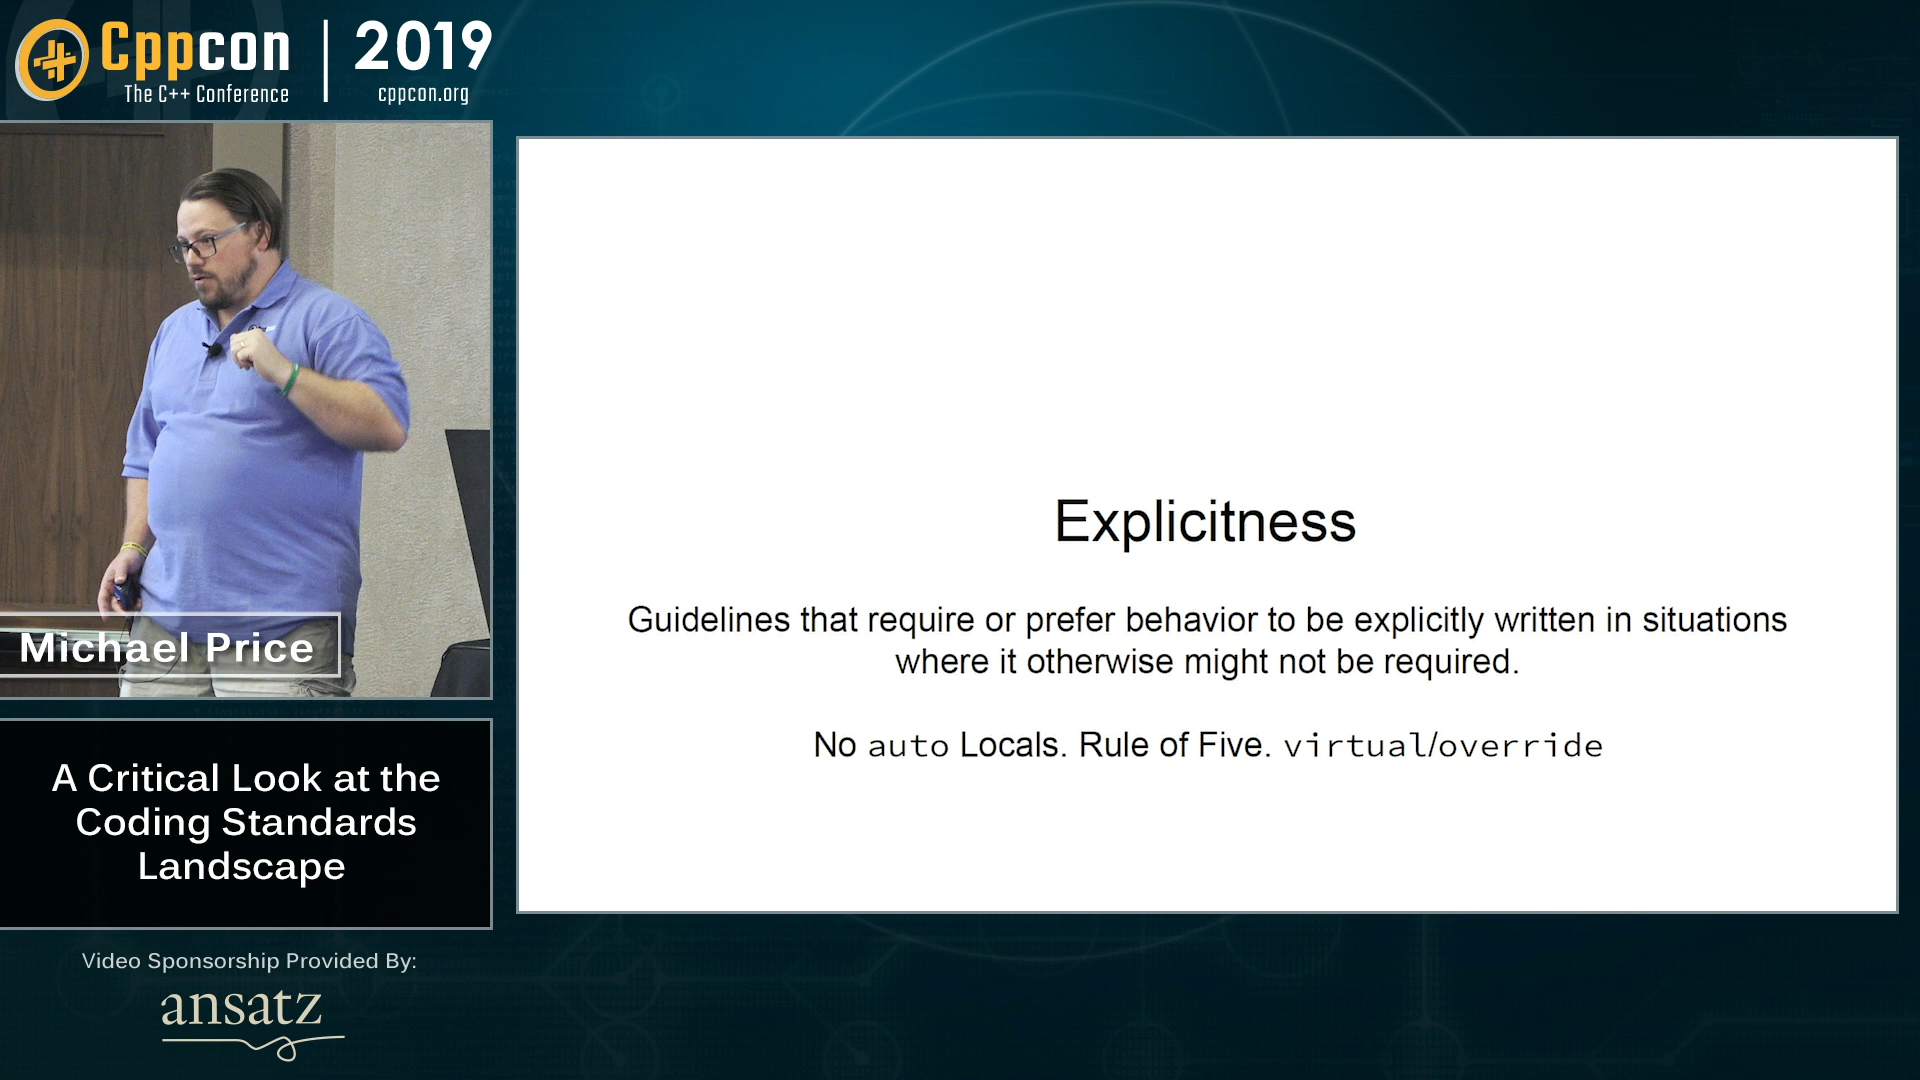 Cppcon
The C++ Conference
2019
cppcon.org
Michael Price
A Critical Look at the
Coding Standards
Landscape
Video Sponsorship Provided By:
ansatz
Explicitness
Guidelines that require or prefer behavior to be explicitly written in situations
where it otherwise might not be required.
No auto Locals. Rule of Five. virtual/override